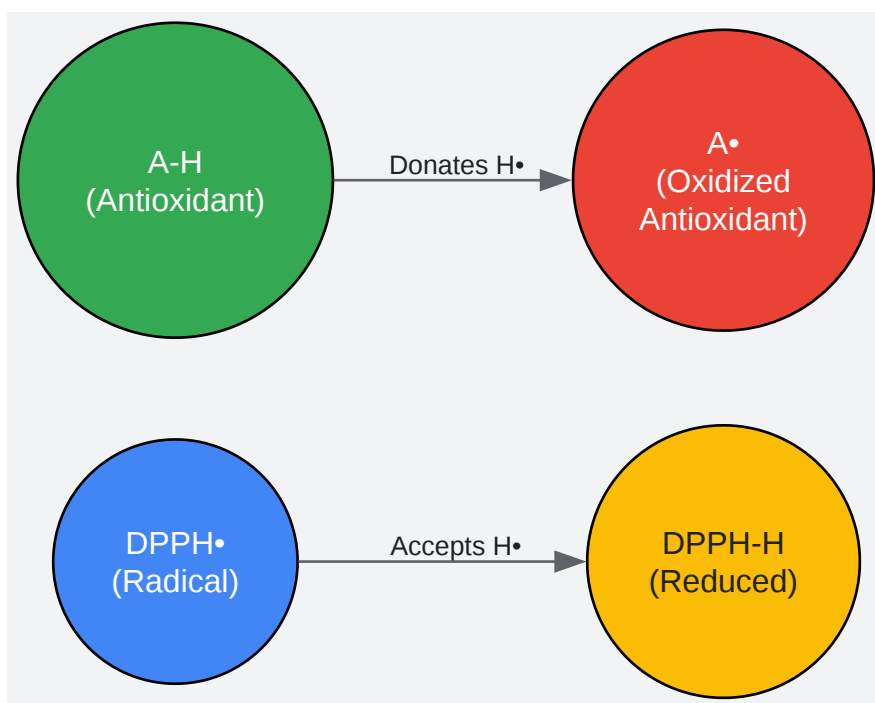 A-H
(Antioxidant)
Donates H•
A•
(Oxidized
Antioxidant)
DPPH•
(Radical)
Accepts H•
DPPH-H
(Reduced)